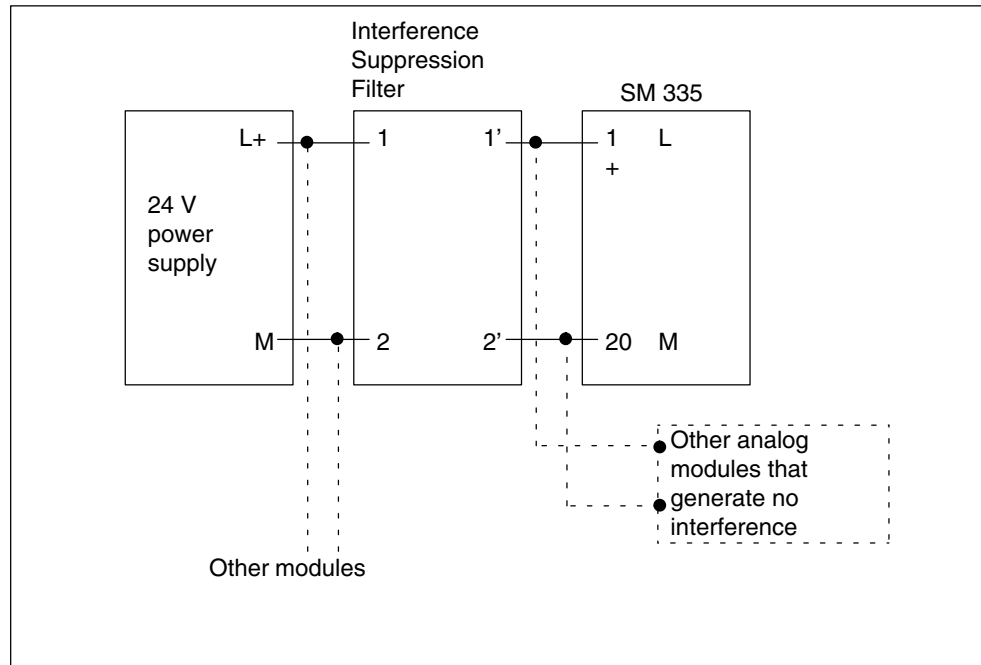 Interference
Suppression
Filter
SM 335
L+ 1 1’ 1 L
+
24 V
power
supply
M 2 2’ 20 M
Other analog
modules that
generate no
interference
Other modules